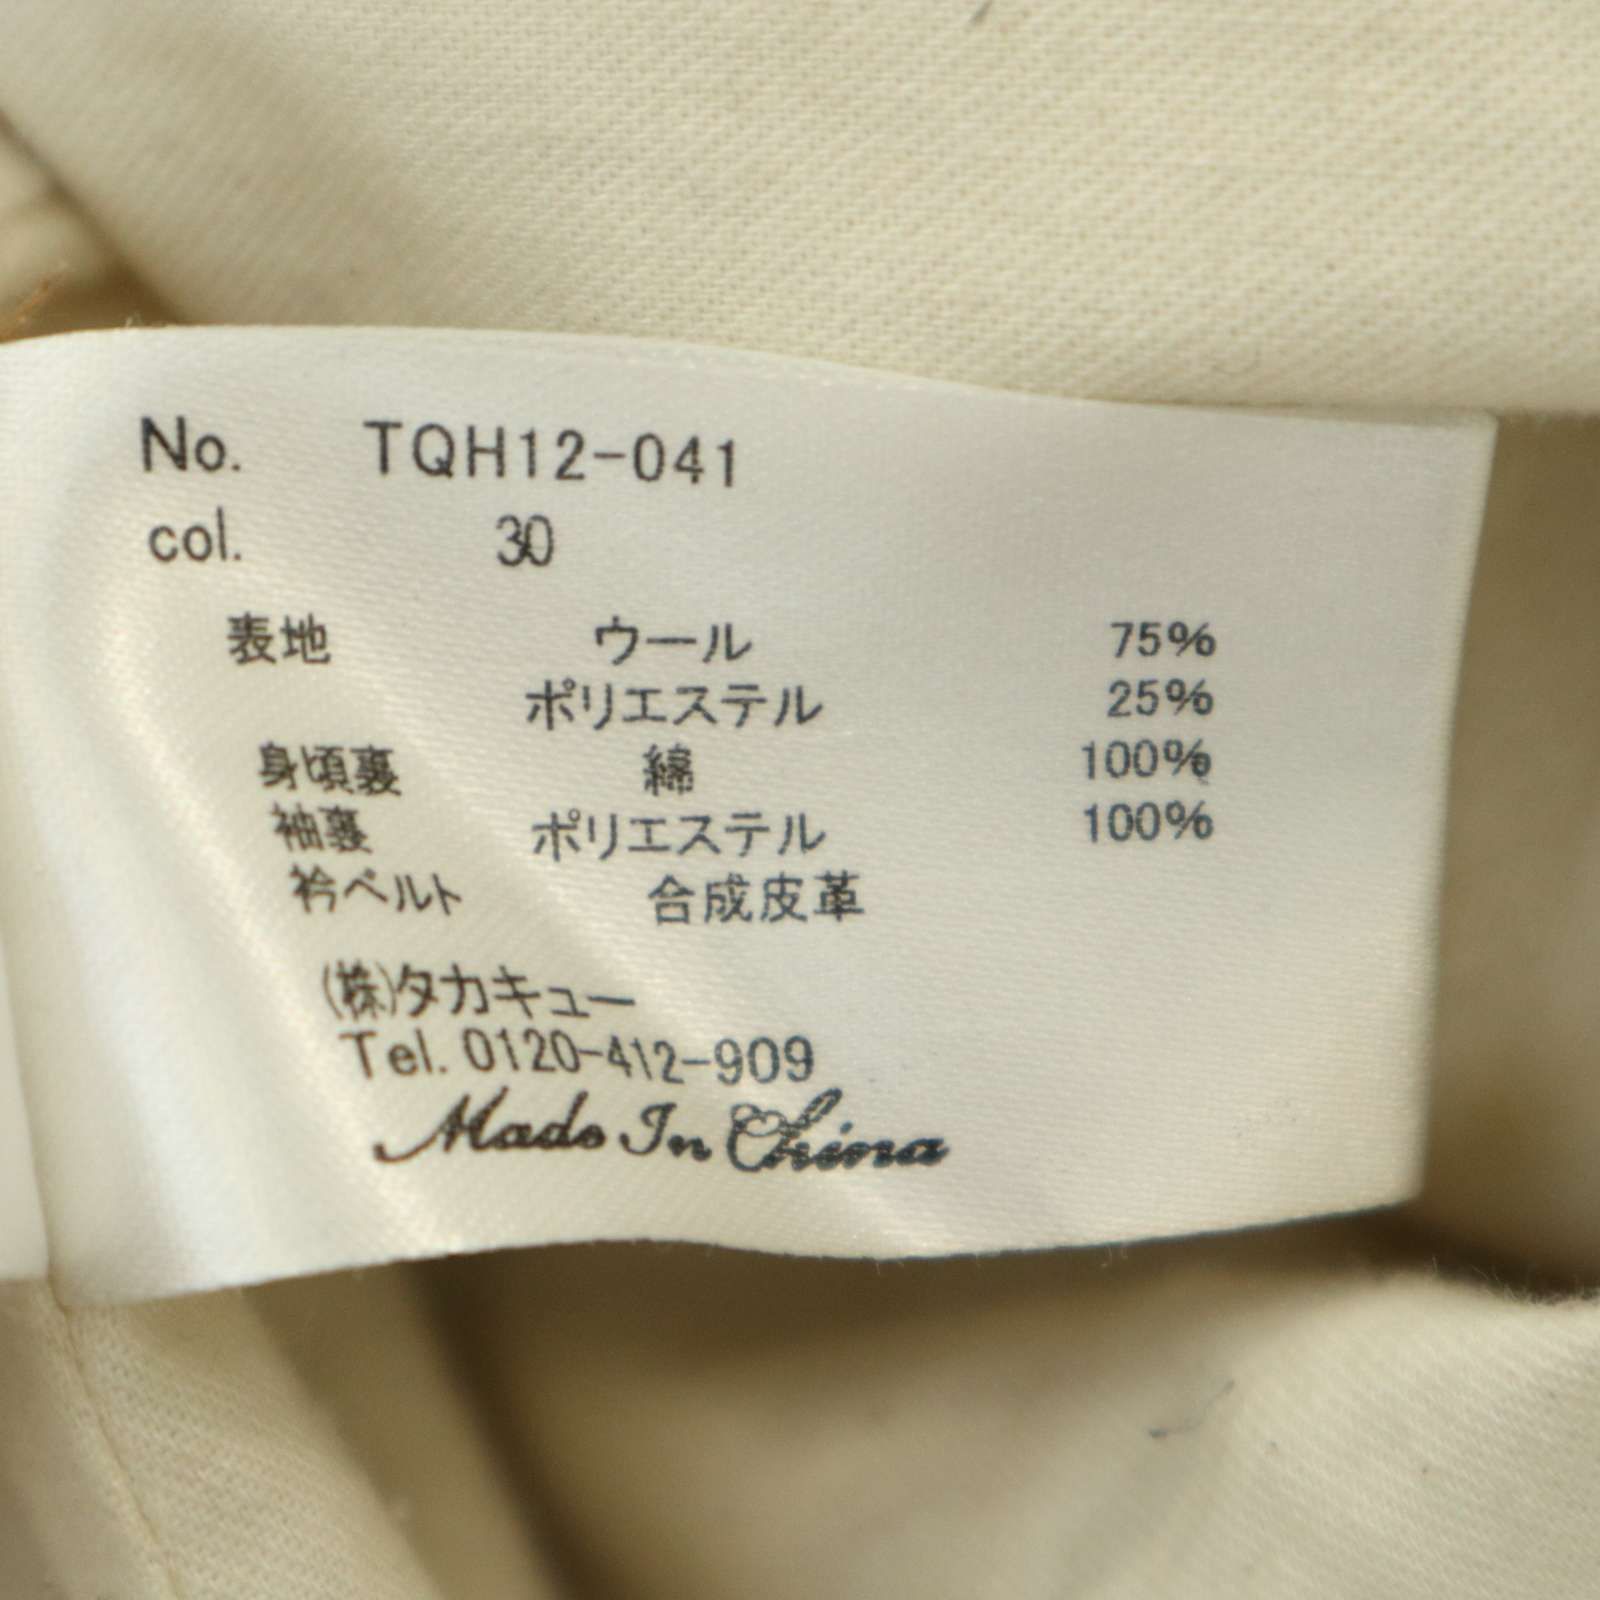 No. TQH12-041
col. 30
表地 ウール 75%
ポリエステル 25%
身頃裏 綿 100%
袖裏 ポリエステル 100%
衿ベルト 合成皮革
(株)タカキュー
Tel. 0120-412-909
Made In China